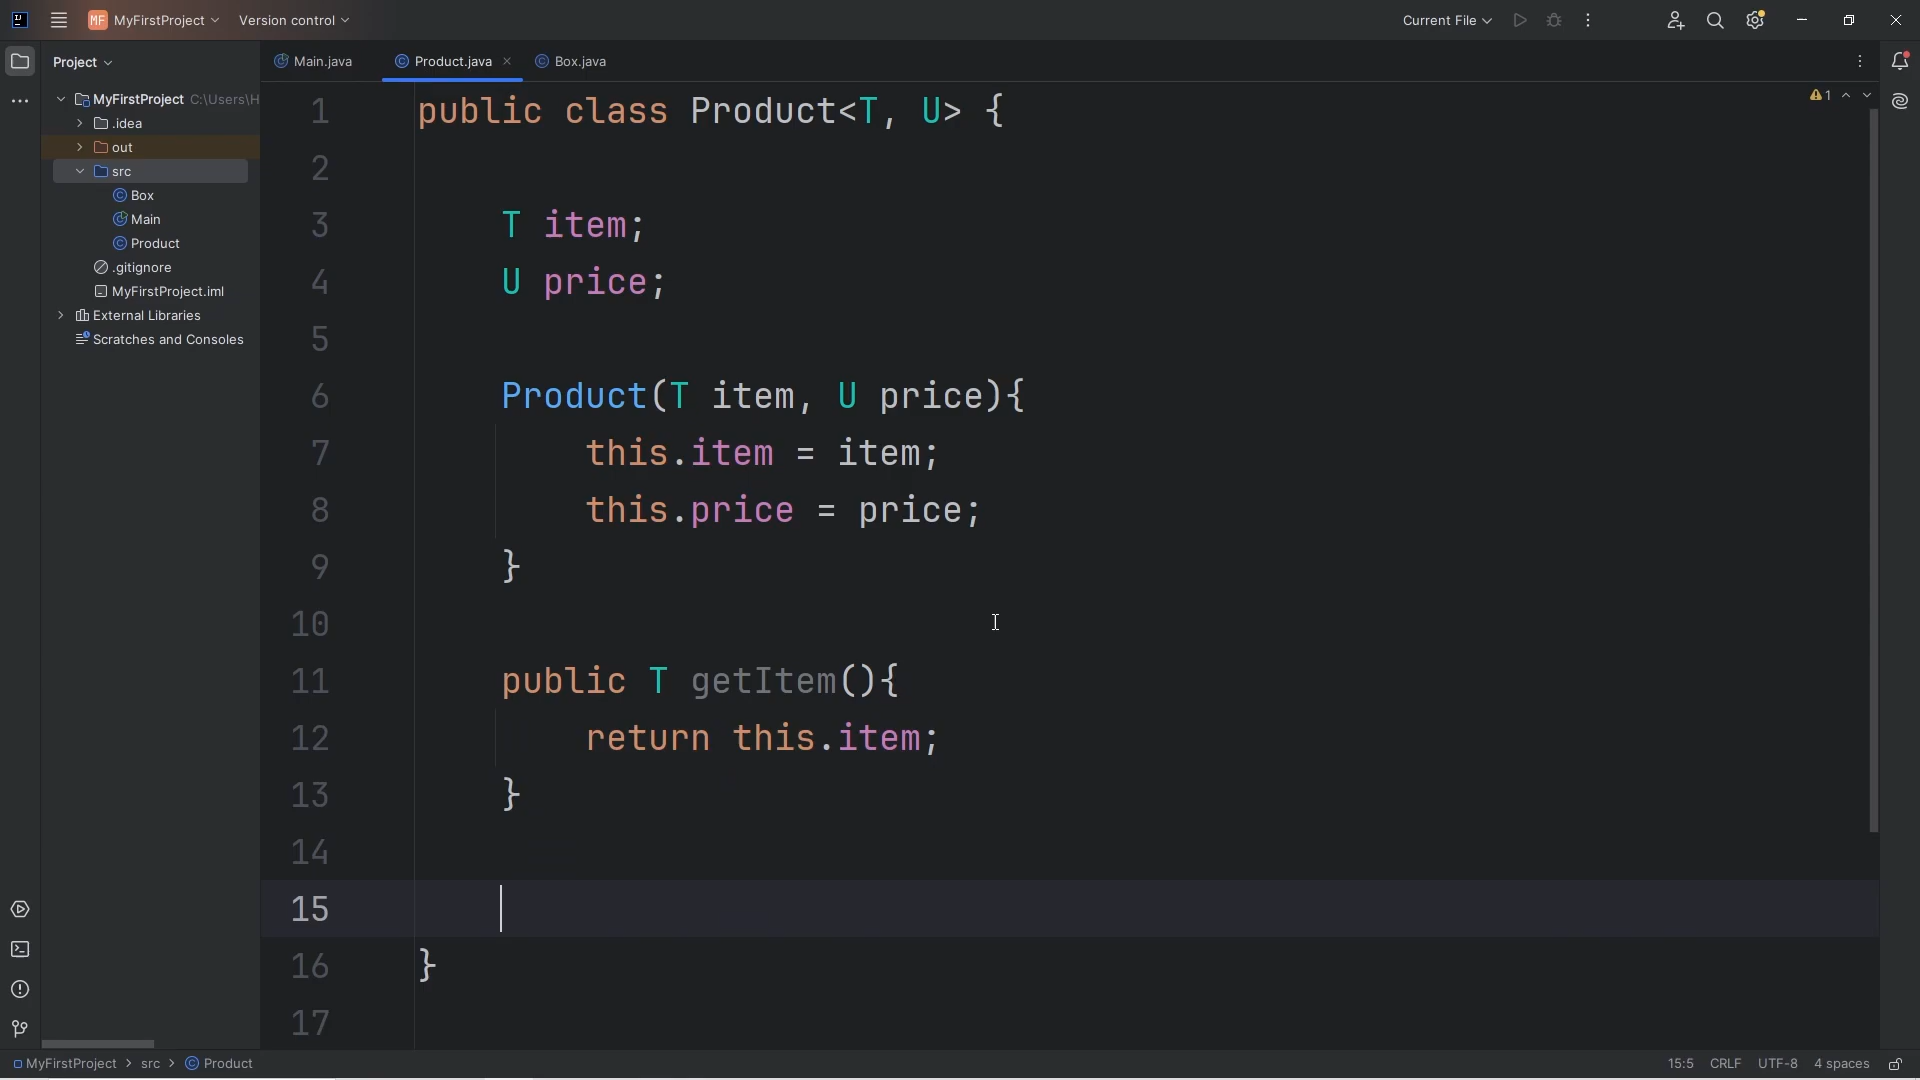 MF MyFirstProject Version control Current File
Project Main.java Product.java Box.java
MyFirstProject C:\Users\H
.idea
out
src
Box
Main
Product
.gitignore
MyFirstProject.iml
External Libraries
Scratches and Consoles
1
1 public class Product<T, U> {
2
3 T item;
4 U price;
5
6 Product(T item, U price){
7 this.item = item;
8 this.price = price;
9 }
10
11 public T getItem(){
12 return this.item;
13 }
14
15
16 }
17
MyFirstProject > src > Product 15:5 CRLF UTF-8 4 spaces